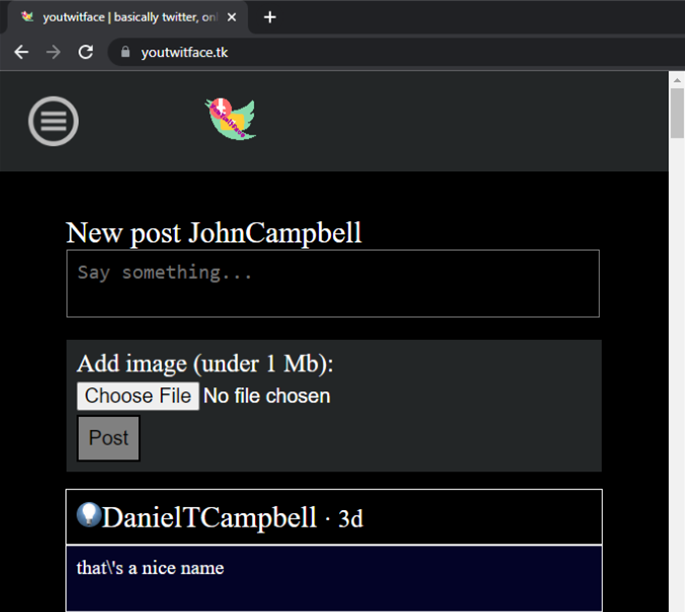 youtwitface | basically twitter, onl
youtwitface.tk
New post JohnCampbell
Say something...
Add image (under 1 Mb):
Choose File No file chosen
Post
DanielTCampbell · 3d
that\'s a nice name